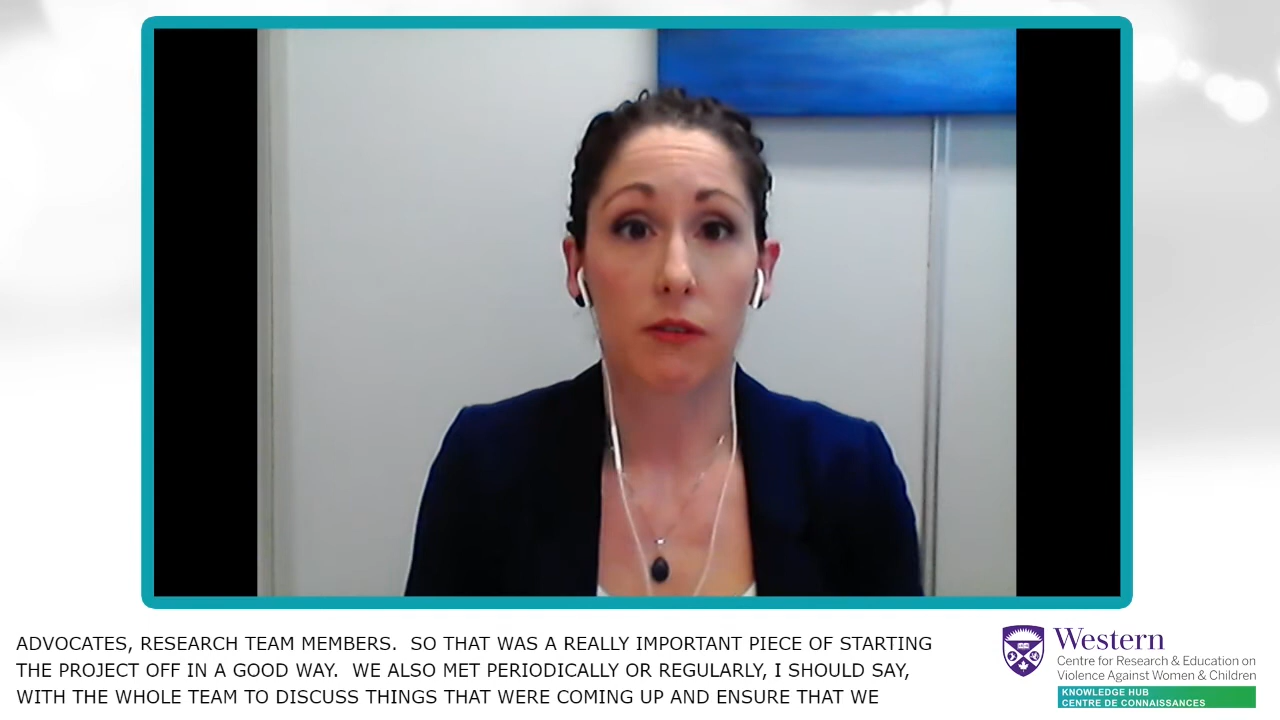 ADVOCATES, RESEARCH TEAM MEMBERS.  SO THAT WAS A REALLY IMPORTANT PIECE OF STARTING
THE PROJECT OFF IN A GOOD WAY.  WE ALSO MET PERIODICALLY OR REGULARLY, I SHOULD SAY,
WITH THE WHOLE TEAM TO DISCUSS THINGS THAT WERE COMING UP AND ENSURE THAT WE
Western
Centre for Research & Education on
Violence Against Women & Children
KNOWLEDGE HUB
CENTRE DE CONNAISSANCES